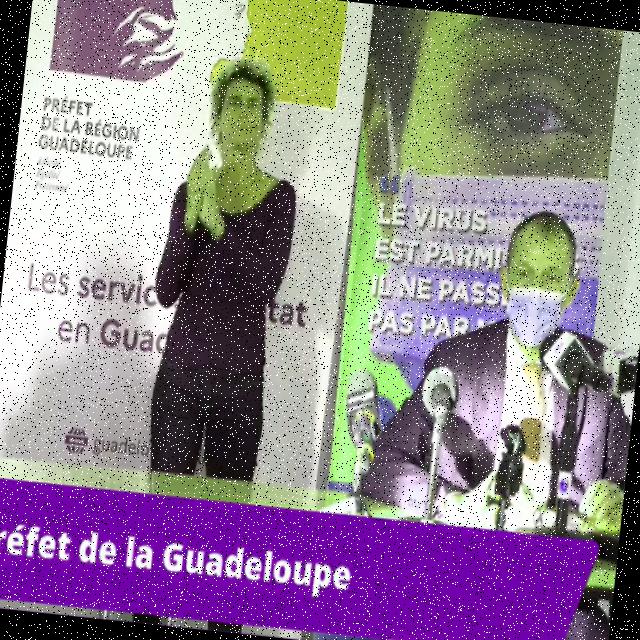 PRÉFET
DE LA RÉGION
GUADELOUPE
Les servic tat
en Guad
guadelo
LE VIRUS
EST PARMI
IL NE PASS
PAS PAR
réfet de la Guadeloupe